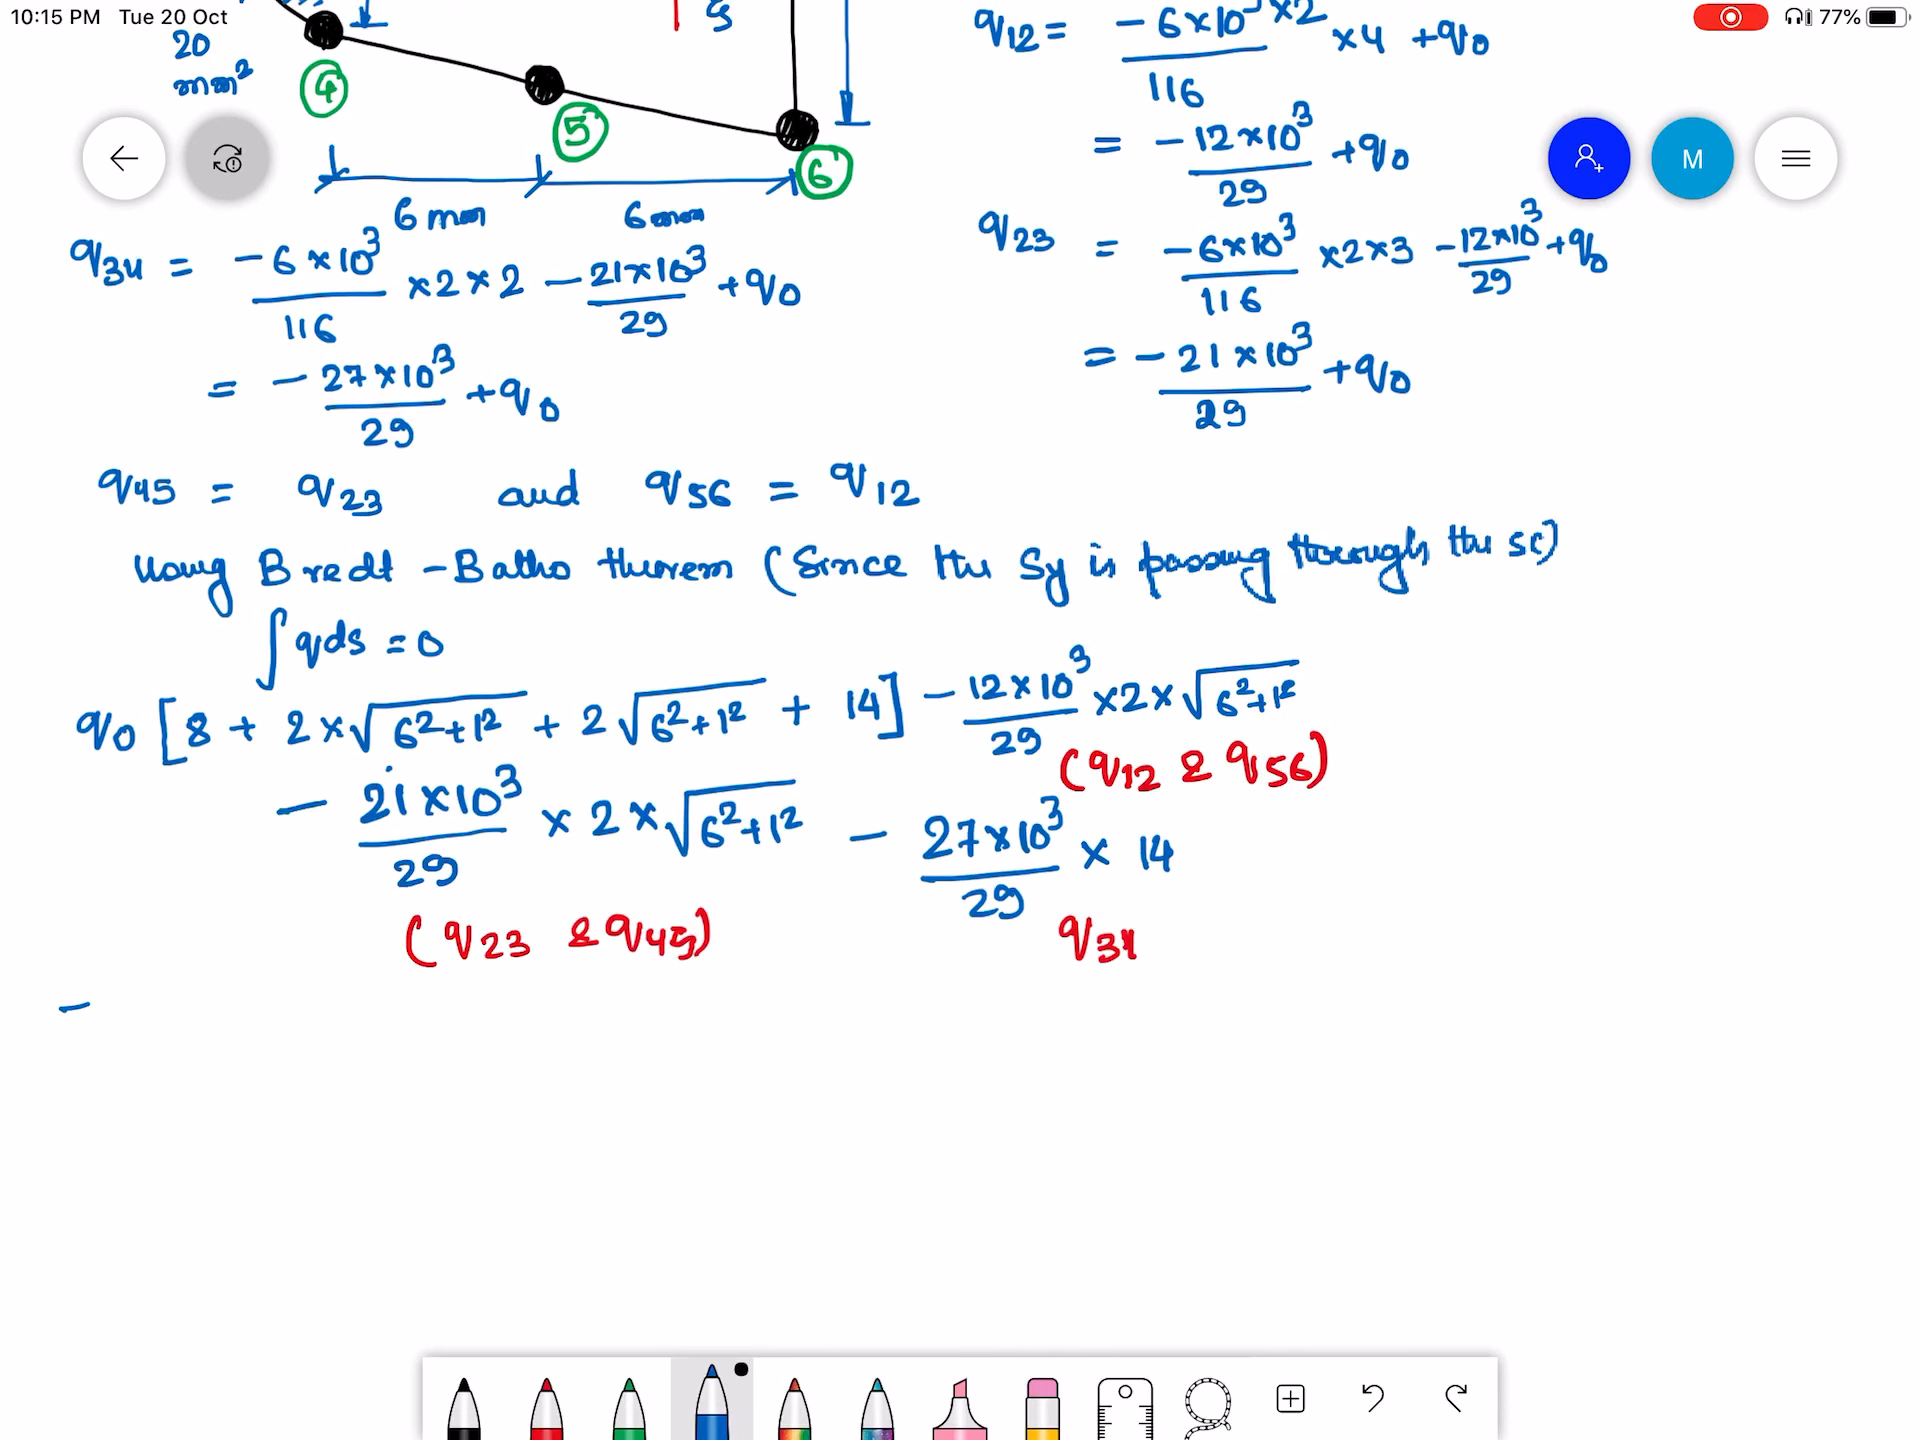 10:15 PM Tue 20 Oct
77%
20
mm²
4
5
6
6 mm
6 mm
M
q12 = -6×10³×2/116 ×4 + q0
= -12×10³/29 + q0
q23 = -6×10³/116 ×2×3 - 12×10³/29 + q0
= -21×10³/29 + q0
q34 = -6×10³/116 ×2×2 - 21×10³/29 + q0
= -27×10³/29 + q0
q45 = q23 and q56 = q12
Using Bredt - Batho theorem (Since the Sy is passing through the SC)
∫qds = 0
q0 [8 + 2×√6²+1² + 2√6²+1² + 14] - 12×10³/29 ×2×√6²+1²
(q12 & q56)
- 21×10³/29 × 2×√6²+1² - 27×10³/29 × 14
(q23 & q45) q34
-